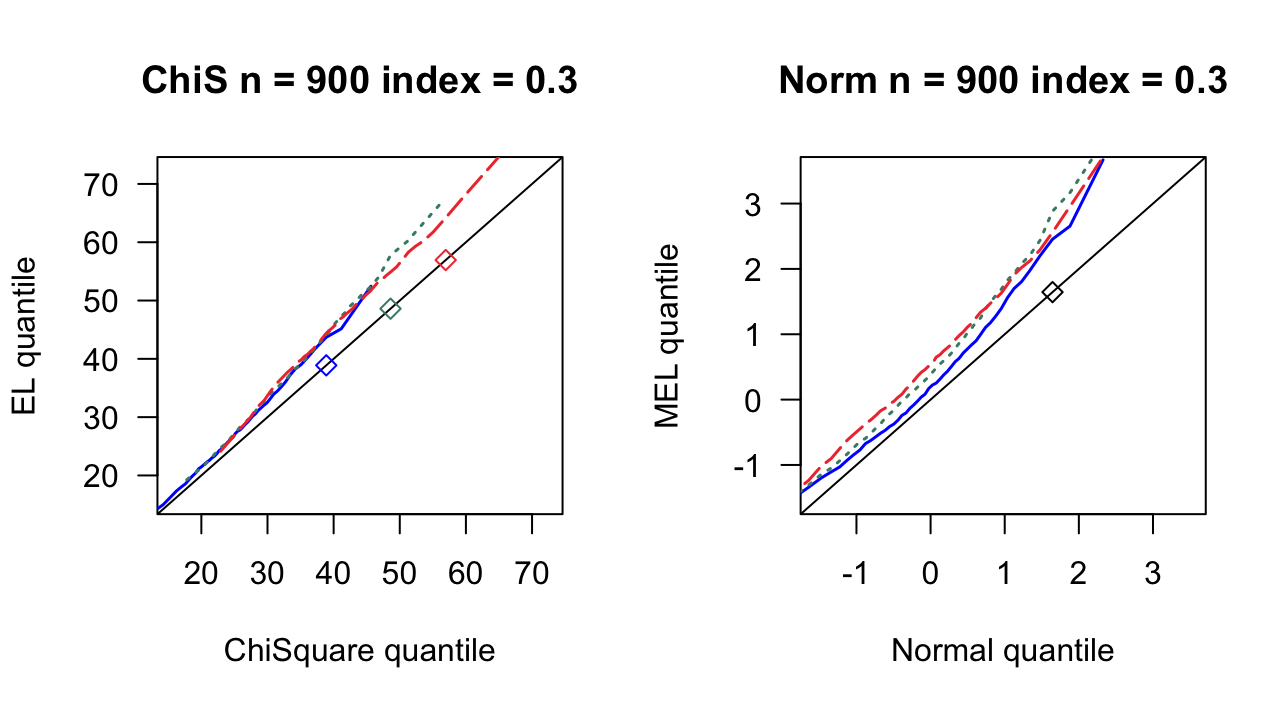 ChiS n = 900 index = 0.3
EL quantile
70
60
50
40
30
20
20 30 40 50 60 70
ChiSquare quantile
Norm n = 900 index = 0.3
MEL quantile
3
2
1
0
-1
-1 0 1 2 3
Normal quantile